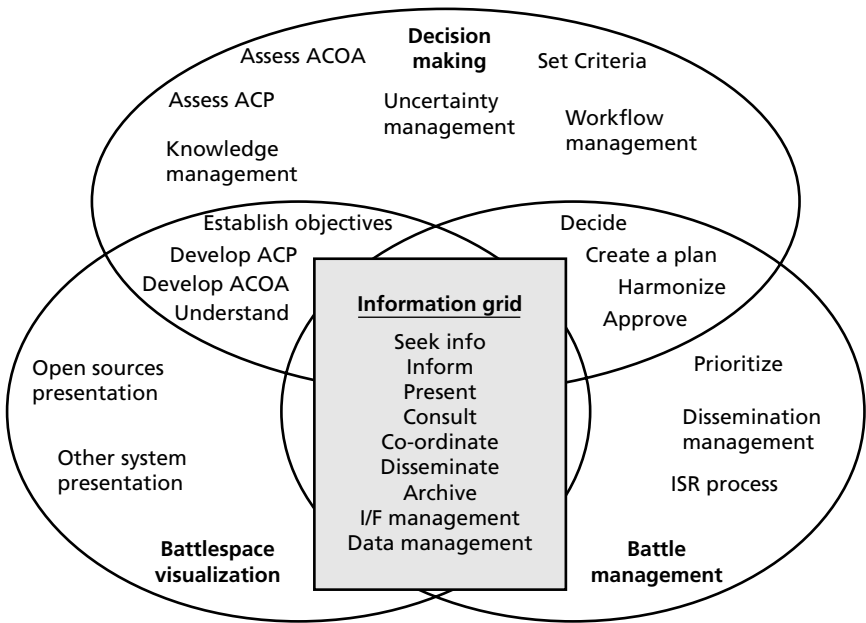 Decision
making
Assess ACOA
Set Criteria
Assess ACP
Uncertainty
management
Workflow
management
Knowledge
management
Establish objectives
Develop ACP
Develop ACOA
Understand
Decide
Create a plan
Harmonize
Approve
Information grid
Seek info
Inform
Present
Consult
Co-ordinate
Disseminate
Archive
I/F management
Data management
Open sources
presentation
Other system
presentation
Battlespace
visualization
Prioritize
Dissemination
management
ISR process
Battle
management